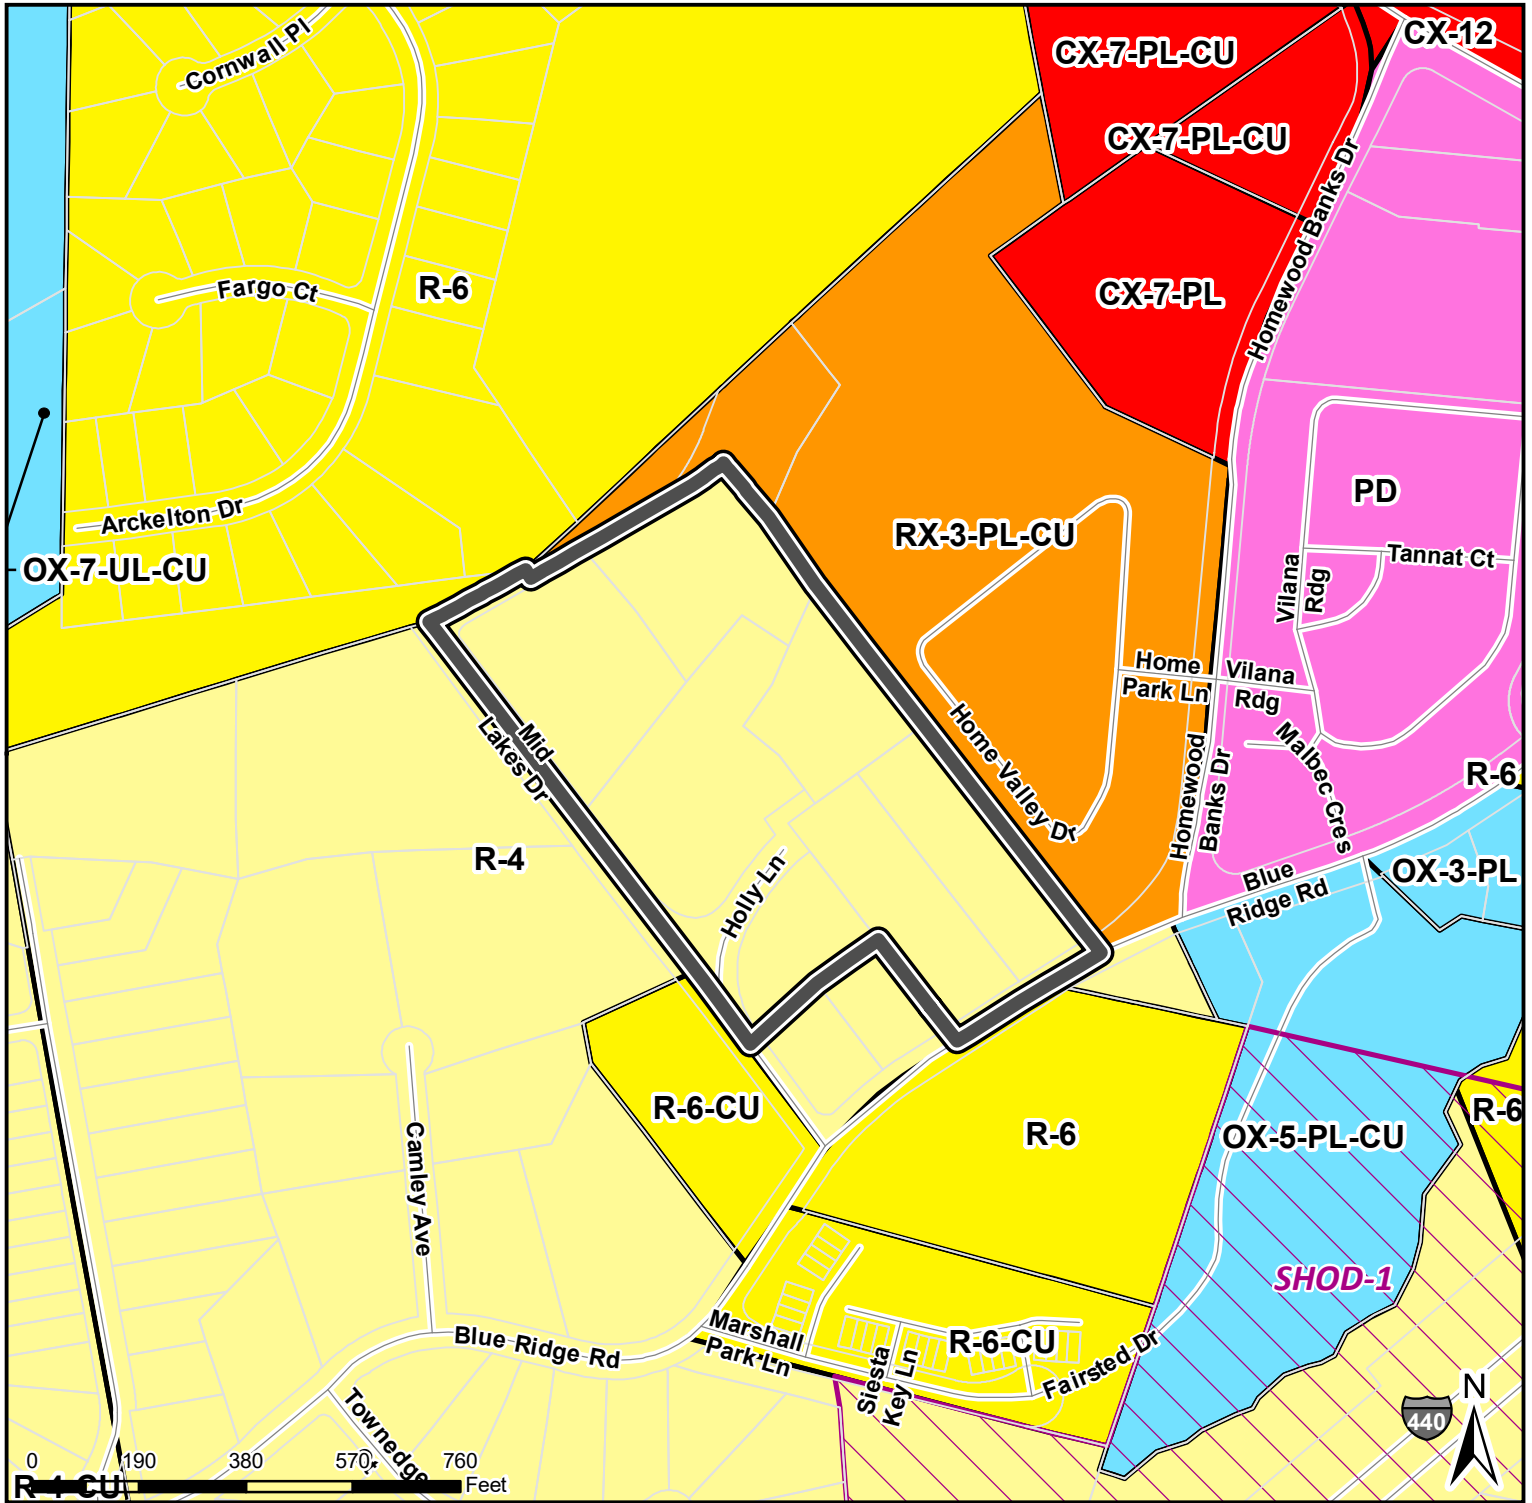 Cornwall Pl
CX-7-PL-CU
CX-12
CX-7-PL-CU
Homewood Banks Dr
Fargo Ct
R-6
CX-7-PL
PD
Arckelton Dr
RX-3-PL-CU
Tannat Ct
OX-7-UL-CU
Vilana
Rdg
Home
Park Ln
Vilana
Rdg
Mid
Lakes Dr
Home Valley Dr
Homewood
Banks Dr
Malbec Cres
R-6
R-4
Holly Ln
Blue
Ridge Rd
OX-3-PL
R-6-CU
R-6
OX-5-PL-CU
R-6
Camley Ave
SHOD-1
Blue Ridge Rd
Marshall
Park Ln
Siesta
Key Ln
R-6-CU
Fairsted Dr
Townedge
Ct
N
440
0 190 380 570 760
Feet
R-4-CU